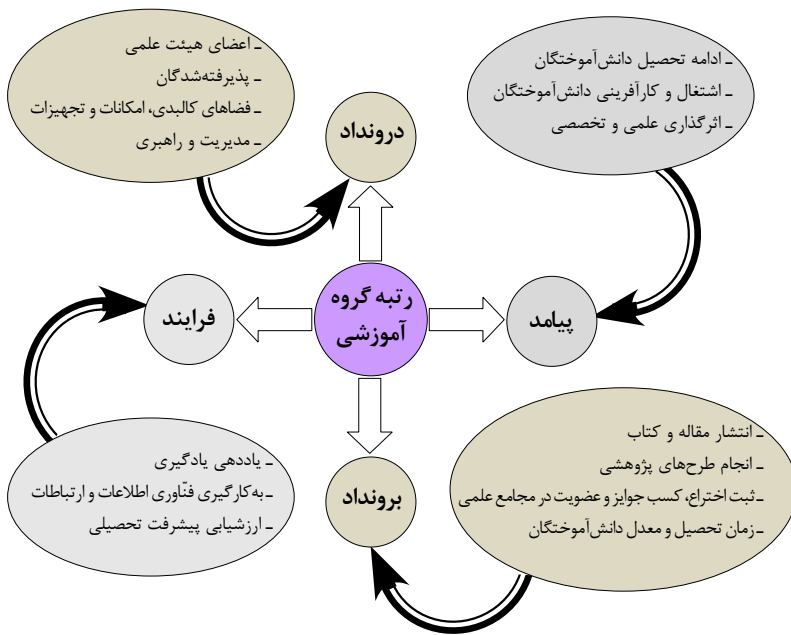 ـ اعضای هیئت علمی
ـ پذیرفته‌شدگان
ـ فضاهای کالبدی، امکانات و تجهیزات
ـ مدیریت و راهبری
درونداد
ـ ادامه تحصیل دانش‌آموختگان
ـ اشتغال و کارآفرینی دانش‌آموختگان
ـ اثرگذاری علمی و تخصصی
پیامد
رتبه گروه
آموزشی
فرایند
ـ یاددهی یادگیری
ـ به‌کارگیری فنّاوری اطلاعات و ارتباطات
ـ ارزشیابی پیشرفت تحصیلی
برونداد
ـ انتشار مقاله و کتاب
ـ انجام طرح‌های پژوهشی
ـ ثبت اختراع، کسب جوایز و عضویت در مجامع علمی
ـ زمان تحصیل و معدل دانش‌آموختگان